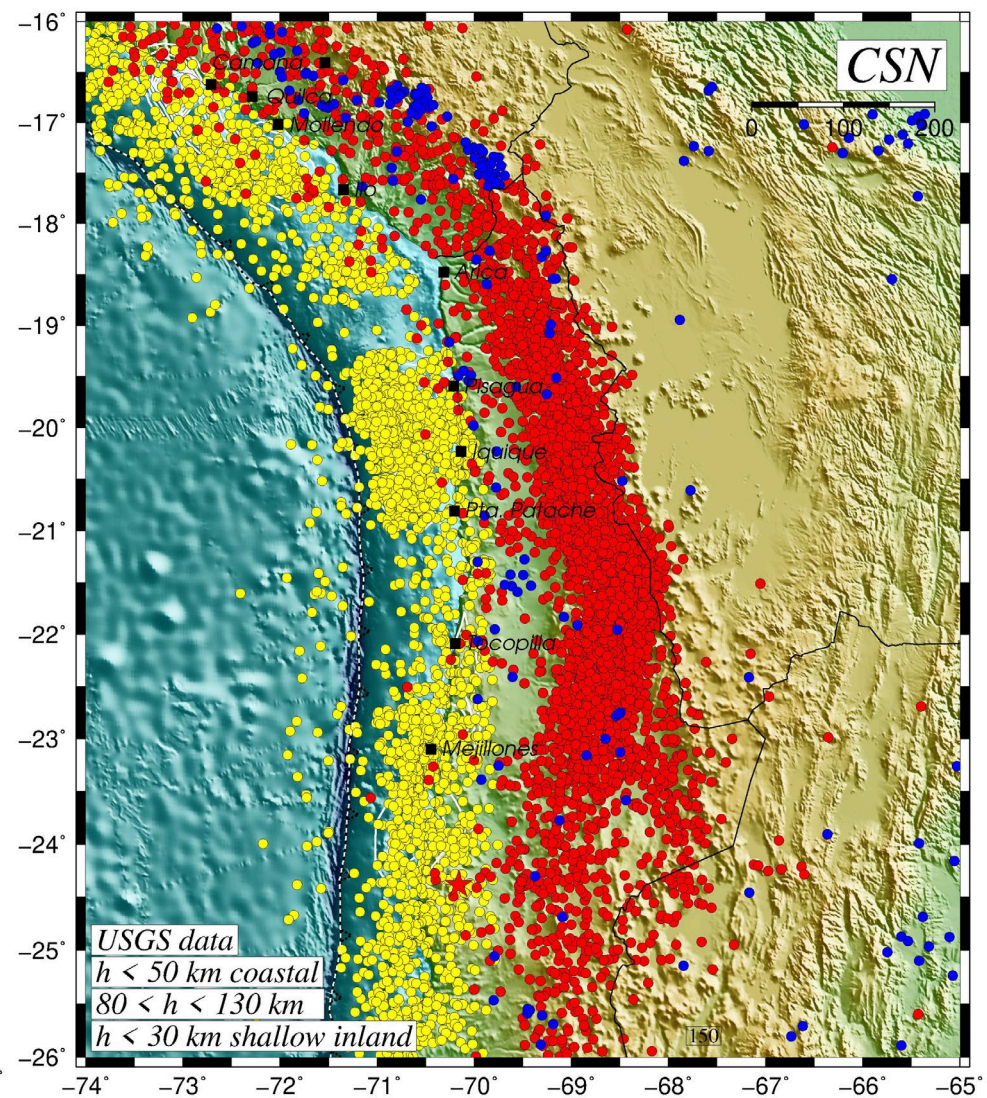 −16°
CSN
Camana
Quilca
−17°
Mollendo
0 100 200
Ilo
−18°
Arica
−19°
Pisagua
−20°
Iquique
Pta. Patache
−21°
−22°
Tocopilla
−23°
Mejillones
−24°
−25°
USGS data
h < 50 km coastal
80 < h < 130 km
h < 30 km shallow inland
150
−26°
−74° −73° −72° −71° −70° −69° −68° −67° −66° −65°